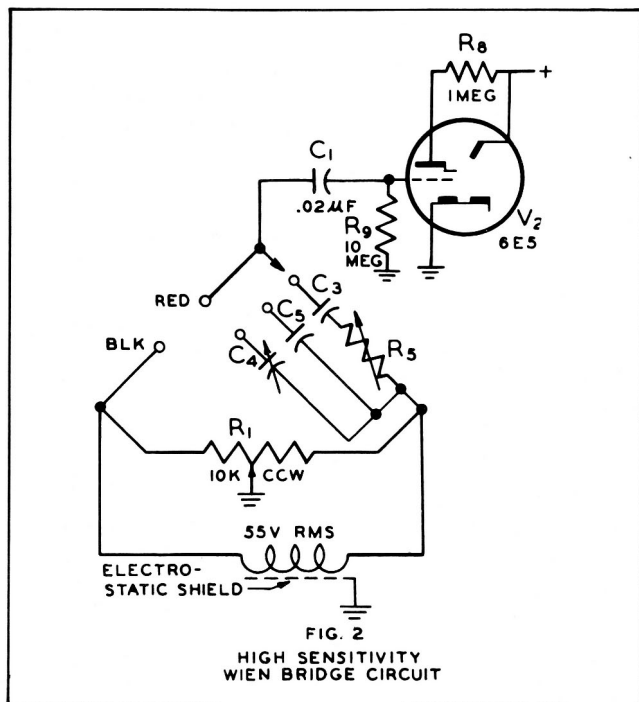 R8
1MEG
+
C1
.02µF
R9
10
MEG
V2
6E5
RED
C3
C5
BLK
C4
R5
R1
10K
CCW
55V RMS
ELECTRO-
STATIC SHIELD
FIG. 2
HIGH SENSITIVITY
WIEN BRIDGE CIRCUIT